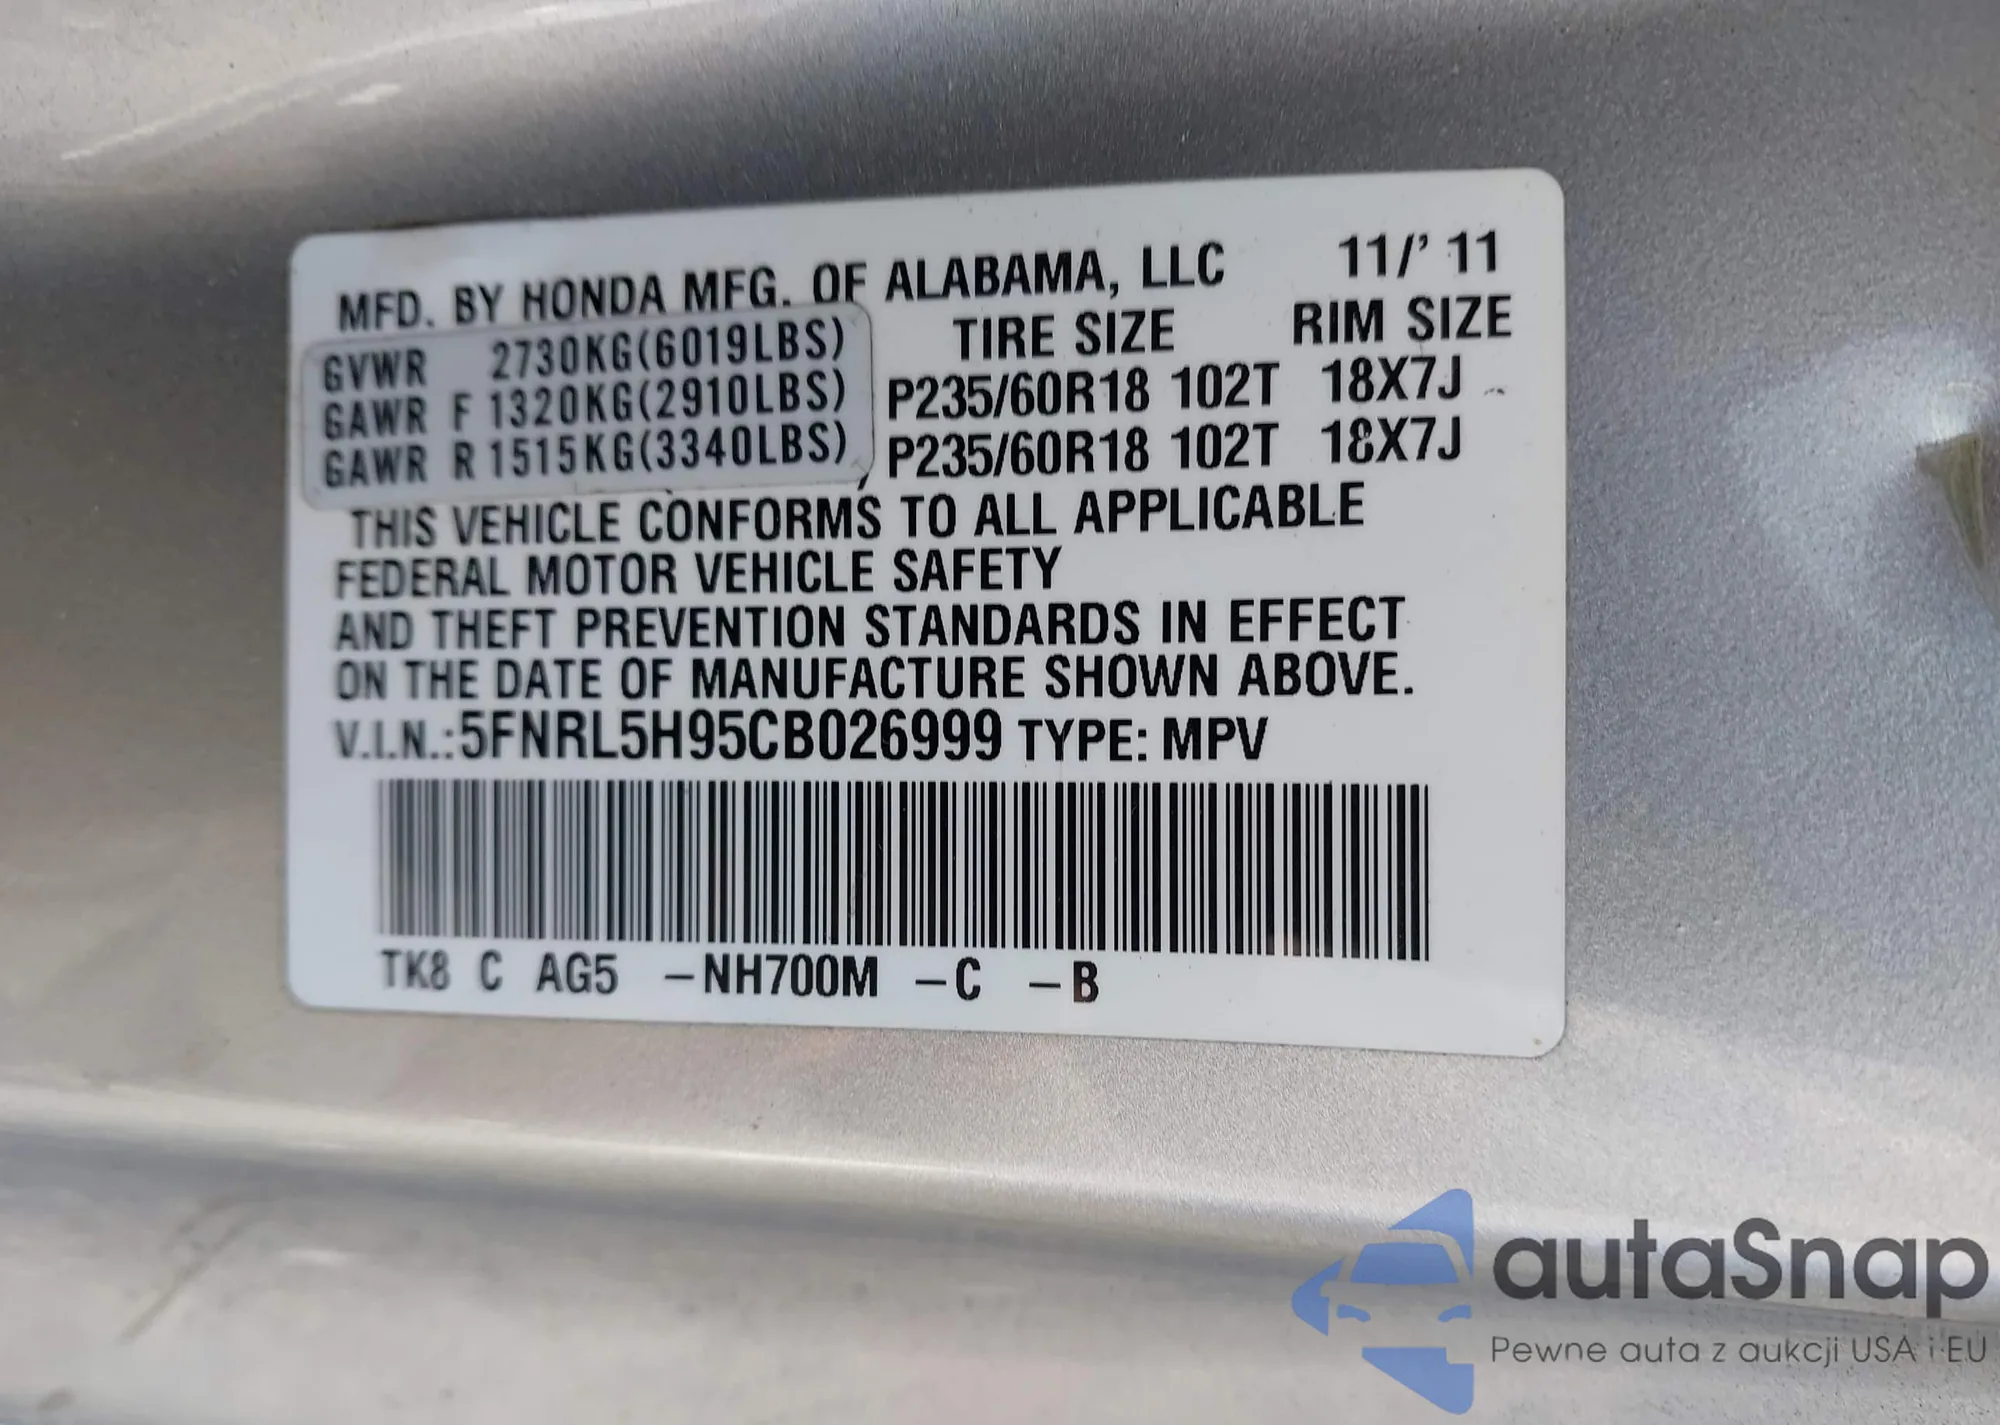 MFD. BY HONDA MFG. OF ALABAMA, LLC 11/'11
TIRE SIZE RIM SIZE
GVWR 2730KG(6019LBS)
GAWR F 1320KG(2910LBS) P235/60R18 102T 18X7J
GAWR R 1515KG(3340LBS) P235/60R18 102T 18X7J
THIS VEHICLE CONFORMS TO ALL APPLICABLE
FEDERAL MOTOR VEHICLE SAFETY
AND THEFT PREVENTION STANDARDS IN EFFECT
ON THE DATE OF MANUFACTURE SHOWN ABOVE.
V.I.N.:5FNRL5H95CB026999 TYPE: MPV
TK8 C AG5 -NH700M -C -B
autaSnap
Pewne auta z aukcji USA i EU